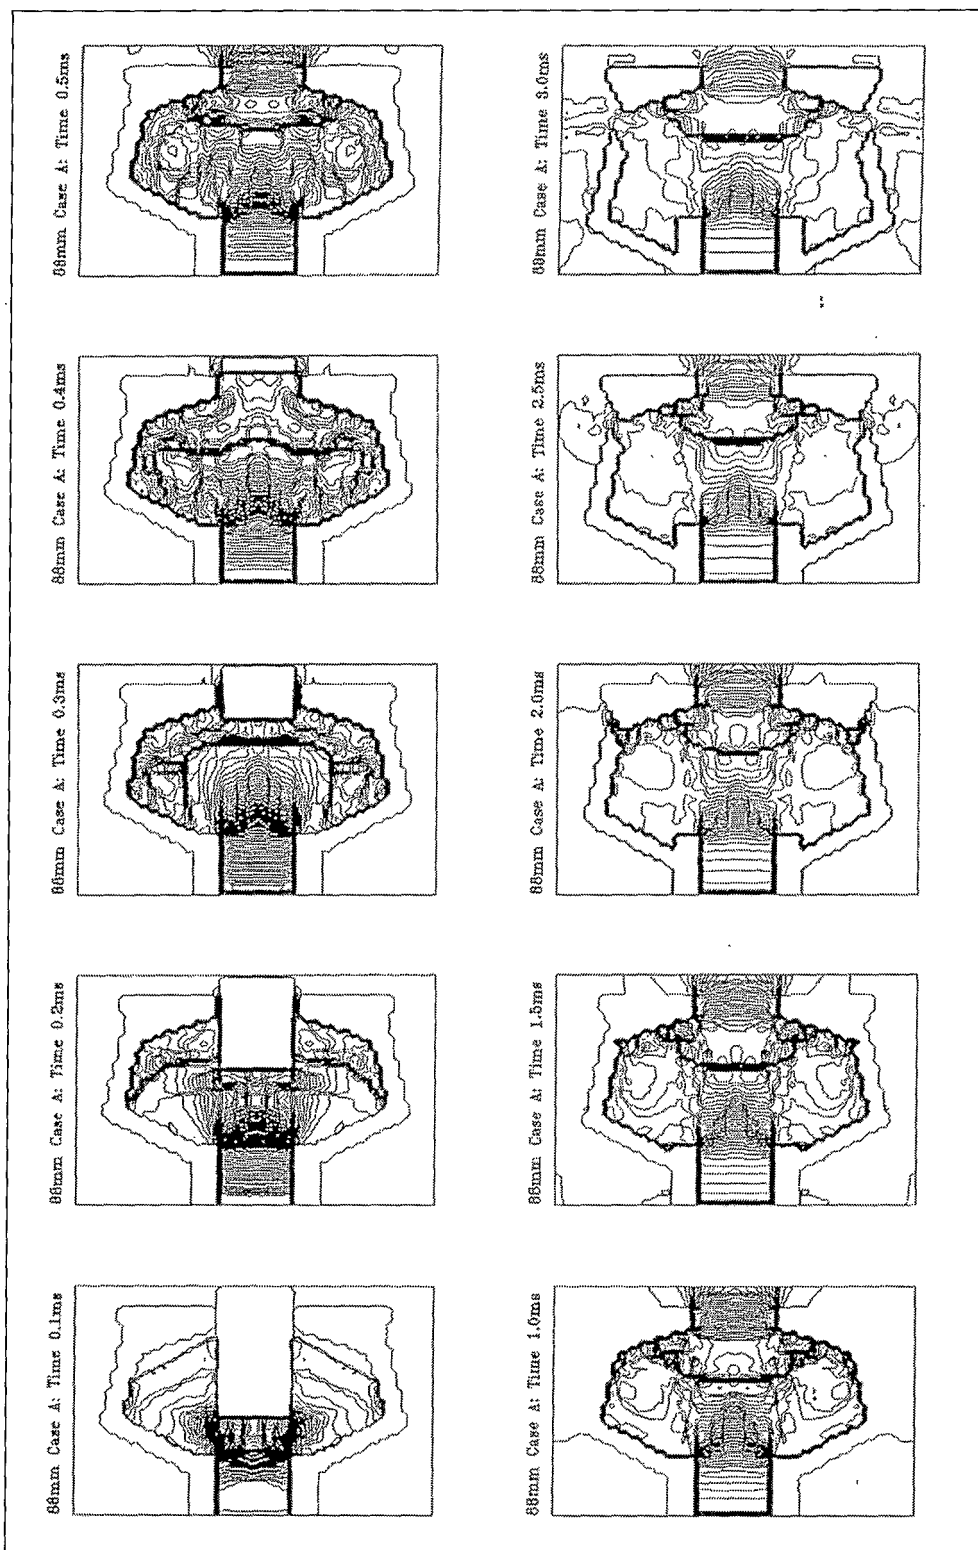 88mm Case A: Time 0.1ms
88mm Case A: Time 0.2ms
88mm Case A: Time 0.3ms
88mm Case A: Time 0.4ms
88mm Case A: Time 0.5ms
88mm Case A: Time 1.0ms
88mm Case A: Time 1.5ms
88mm Case A: Time 2.0ms
88mm Case A: Time 2.5ms
88mm Case A: Time 3.0ms